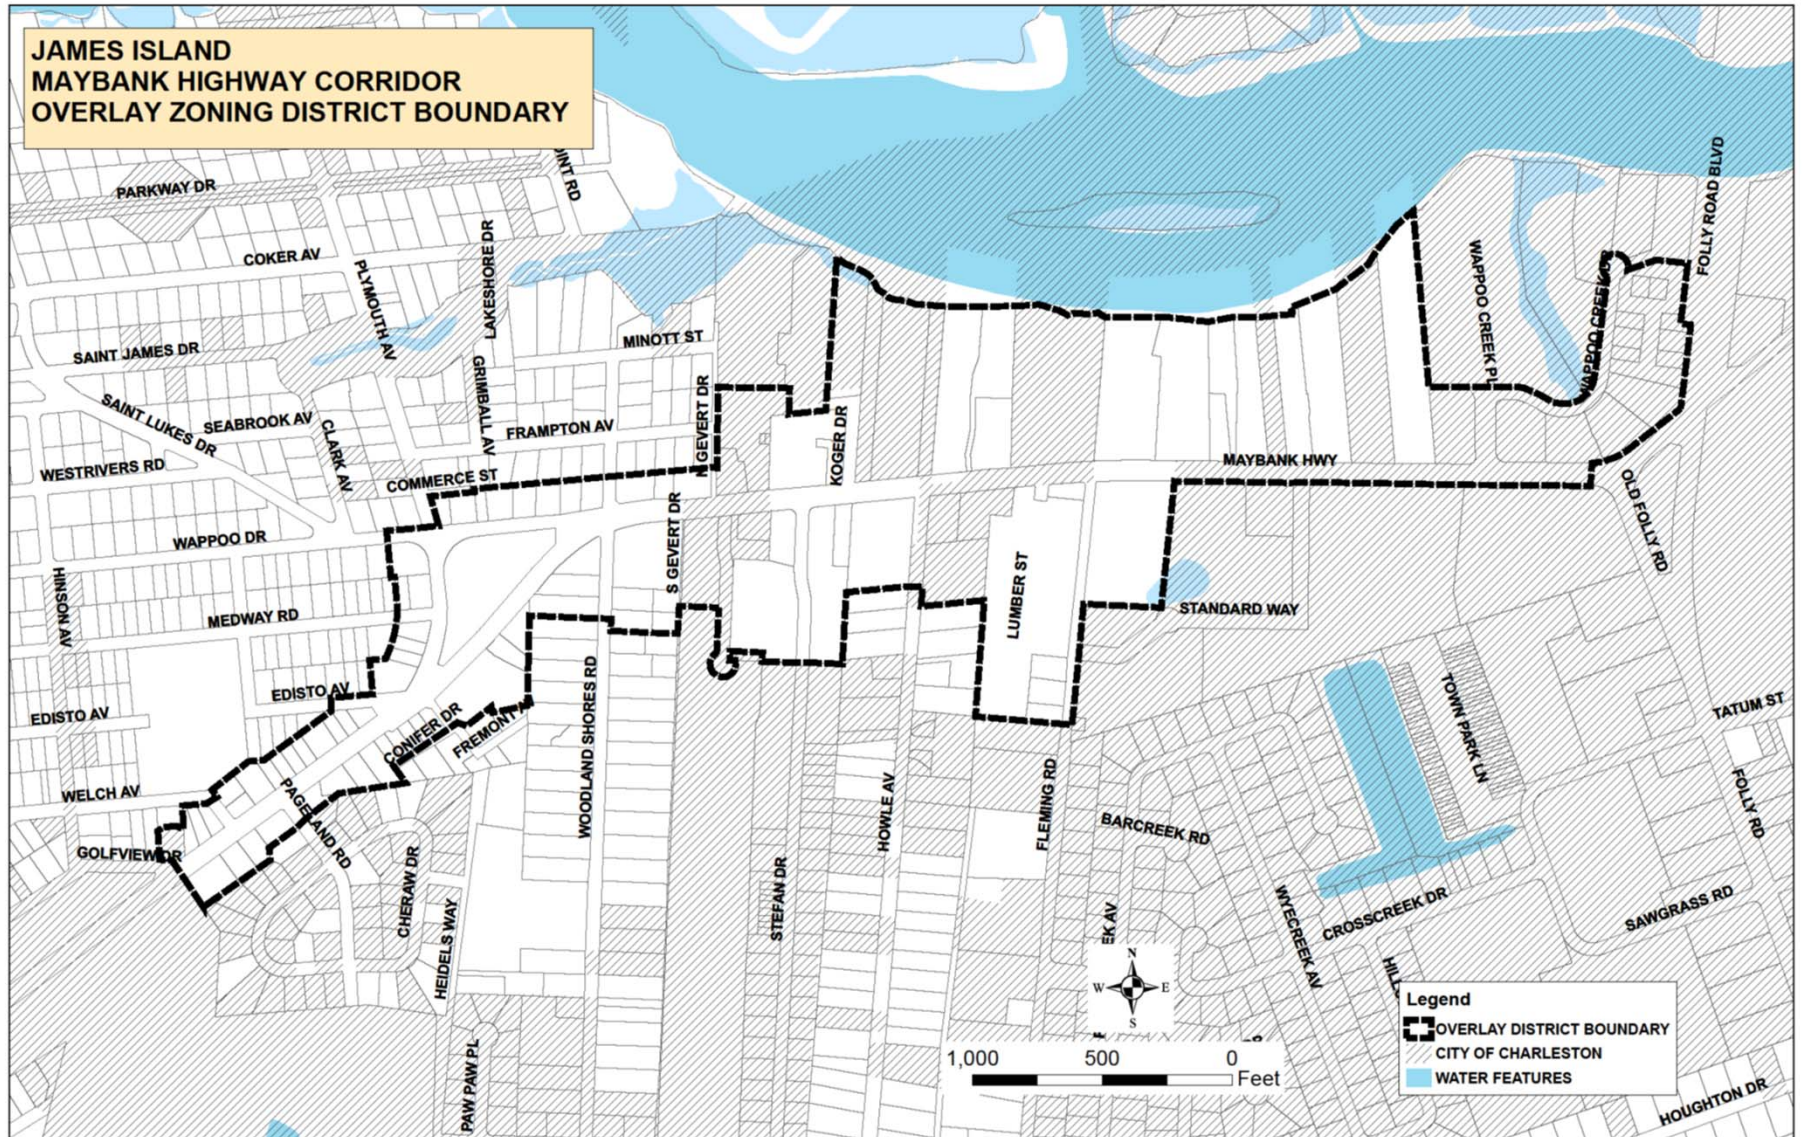 JAMES ISLAND
MAYBANK HIGHWAY CORRIDOR
OVERLAY ZONING DISTRICT BOUNDARY
PARKWAY DR
FOLLY ROAD BLVD
COKER AV
PLYMOUTH AV
LAKESHORE DR
WAPPOO CREEK PL
WAPPOO CREEK DR
MINOTT ST
SAINT JAMES DR
GRIMBALL AV
SAINT LUKES DR
SEABROOK AV
CLARK AV
FRAMPTON AV
N GEVERT DR
KOGER DR
WESTRIVERS RD
COMMERCE ST
MAYBANK HWY
OLD FOLLY RD
WAPPOO DR
S GEVERT DR
HINSON AV
MEDWAY RD
LUMBER ST
STANDARD WAY
EDISTO AV
EDISTO AV
CONIFER DR
FREMONT
WOODLAND SHORES RD
TOWN PARK LN
TATUM ST
WELCH AV
PAGELAND RD
HOWLE AV
FLEMING RD
BARCREEK RD
FOLLY RD
GOLFVIEW DR
CHERAW DR
HEIDELS WAY
STEFAN DR
WYECREEK AV
CROSSCREEK DR
SAWGRASS RD
PAW PAW PL
HOUGHTON DR
N
W E
S
1,000 500 0
Feet
Legend
OVERLAY DISTRICT BOUNDARY
CITY OF CHARLESTON
WATER FEATURES